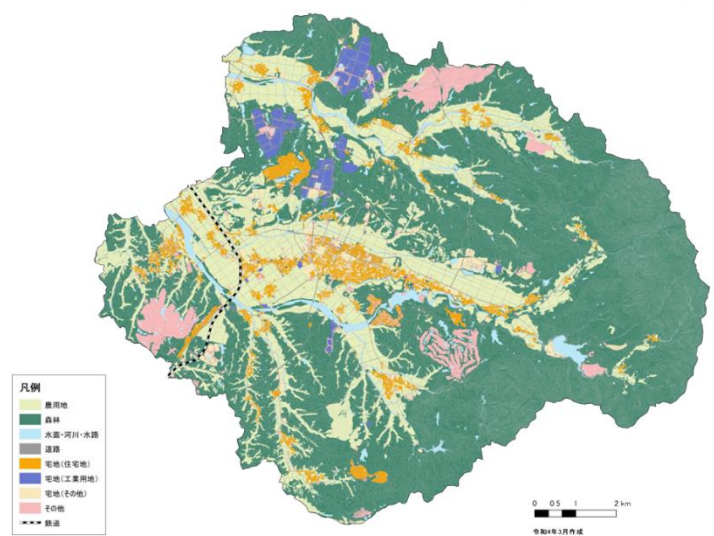 凡例
農用地
森林
水面・河川・水路
道路
宅地(住宅地)
宅地(工業用地)
宅地(その他)
その他
鉄道
0 0.5 1 2 km
令和4年3月作成